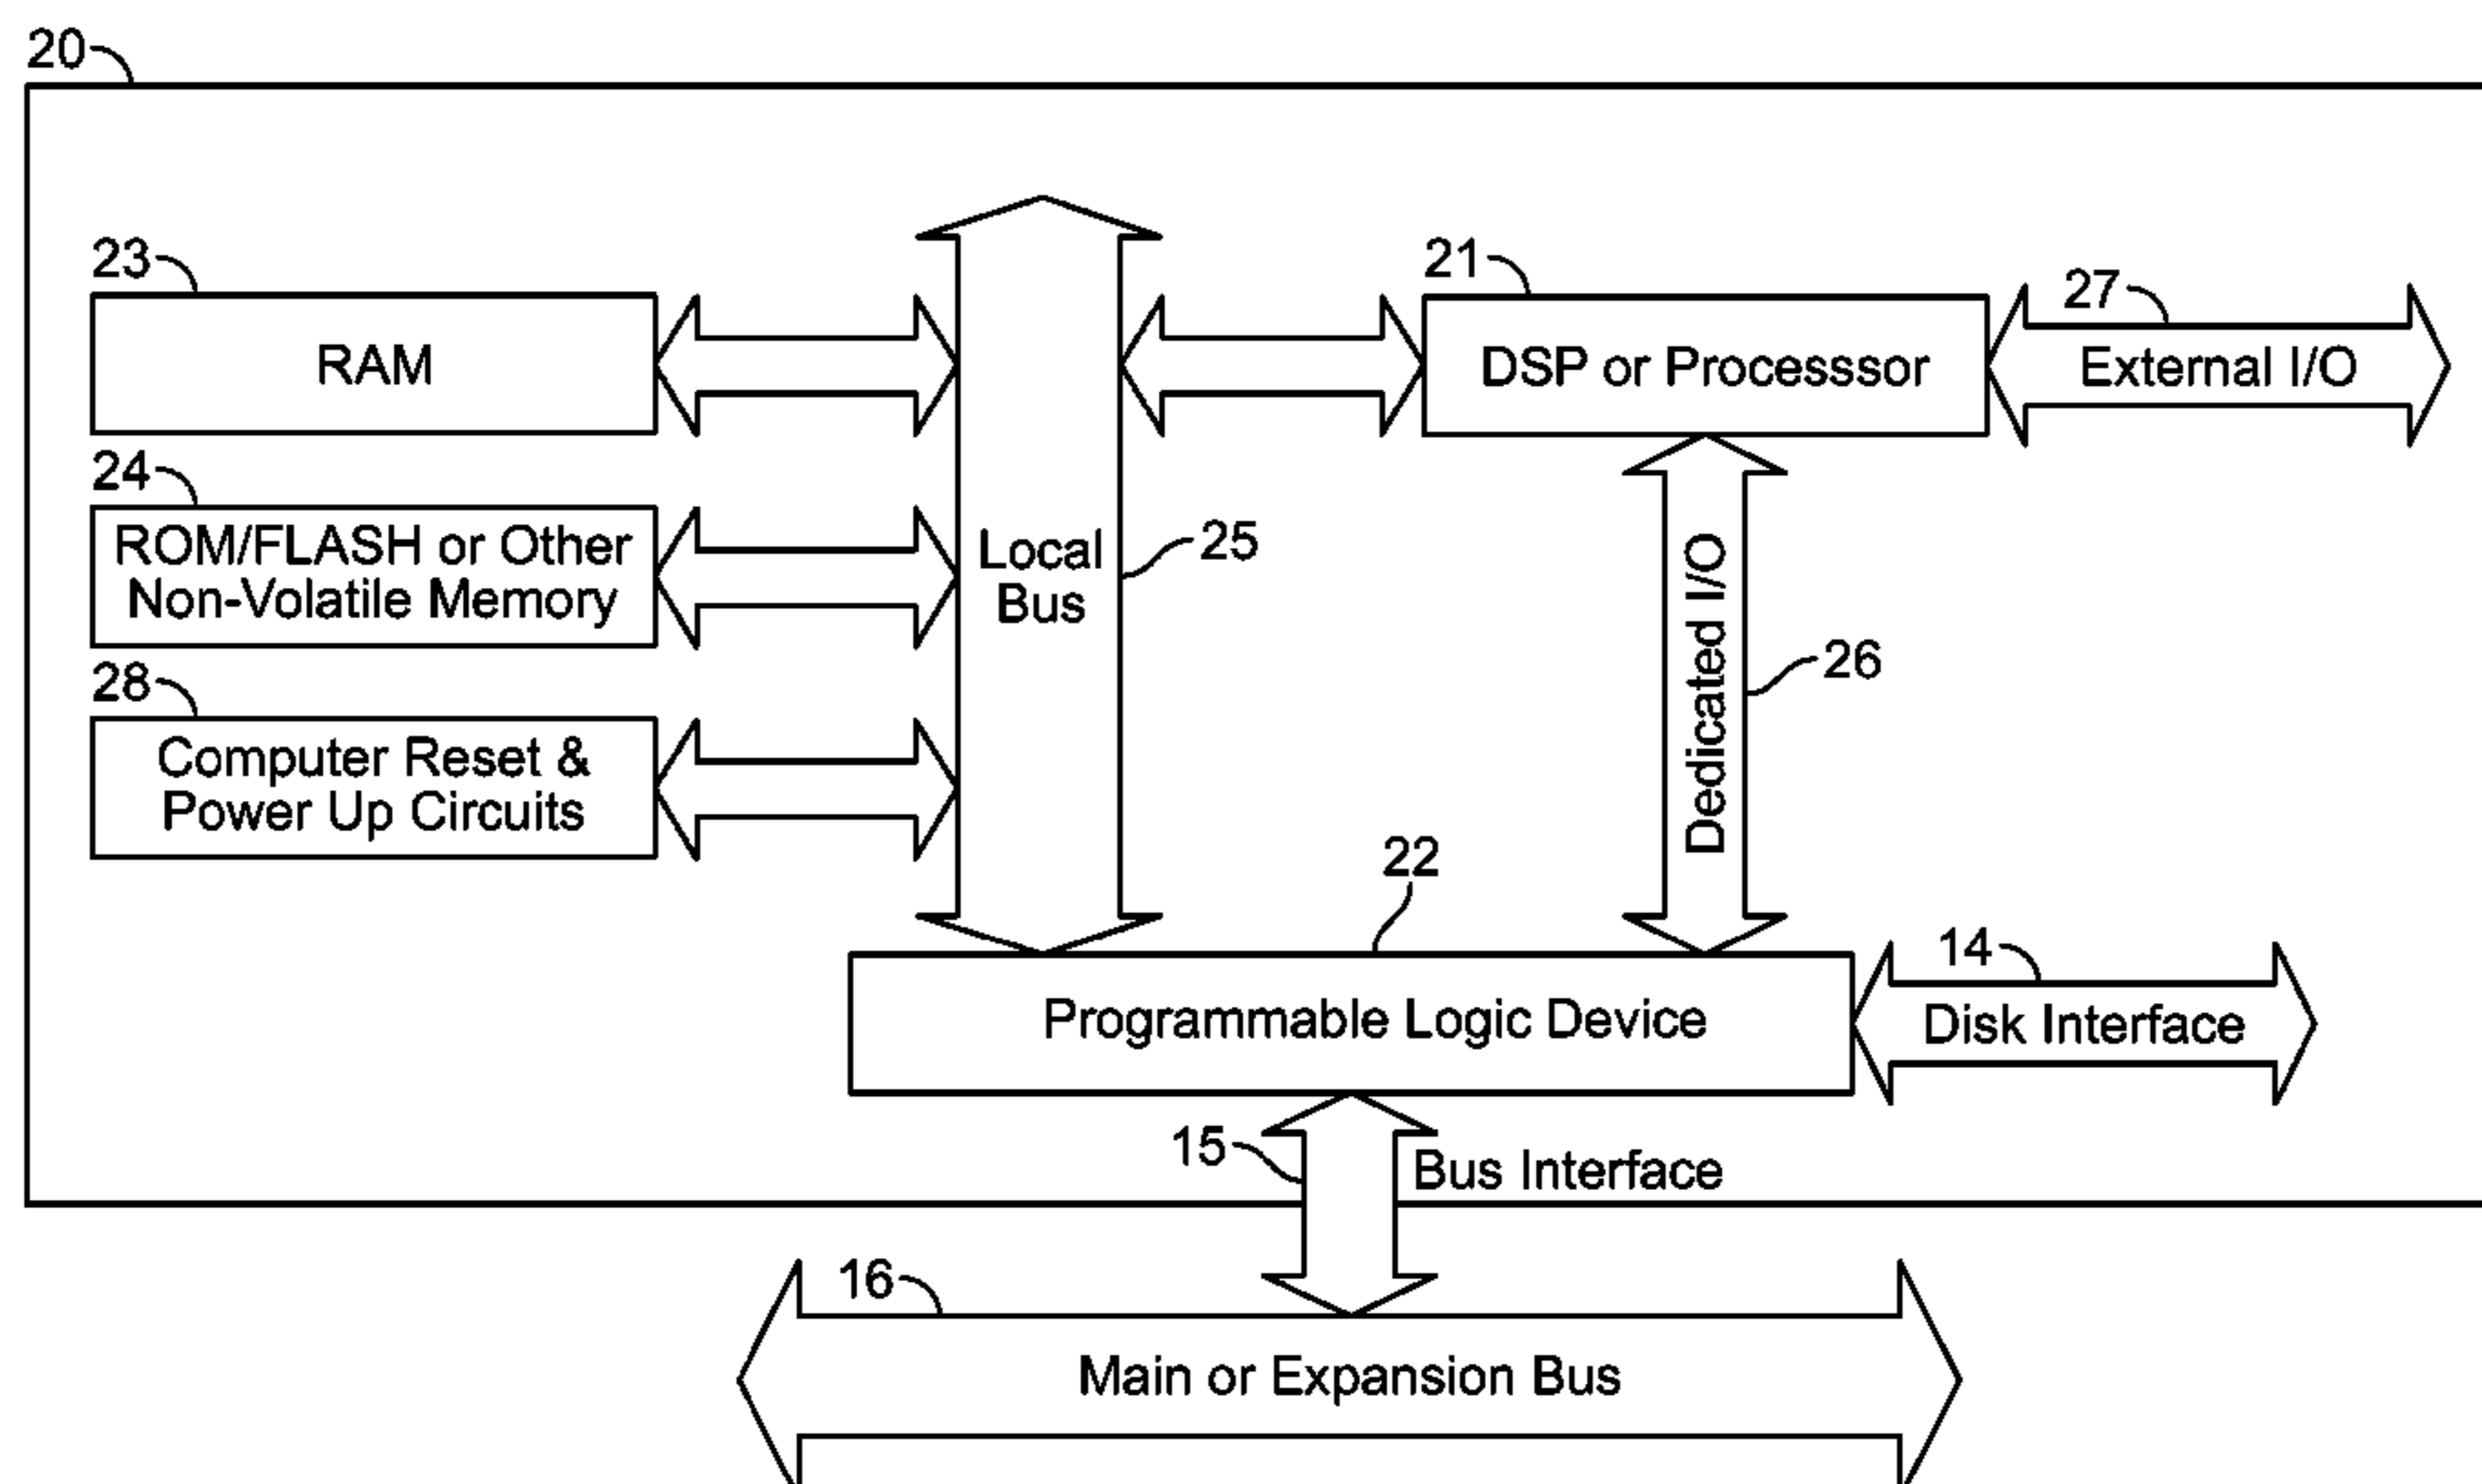 20
23
RAM
24
ROM/FLASH or Other
Non-Volatile Memory
28
Computer Reset &
Power Up Circuits
Local
Bus
25
21
DSP or Processsor
27
External I/O
Dedicated I/O
26
22
Programmable Logic Device
14
Disk Interface
15
Bus Interface
16
Main or Expansion Bus